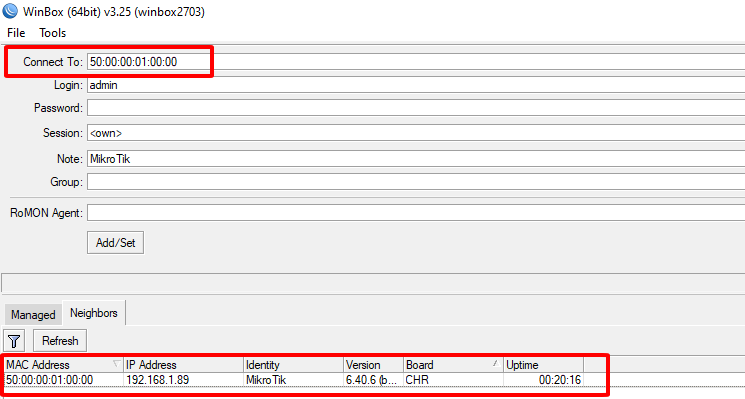 WinBox (64bit) v3.25 (winbox2703)
File Tools
Connect To: 50:00:00:01:00:00
Login: admin
Password:
Session: <own>
Note: MikroTik
Group:
RoMON Agent:
Add/Set
Managed Neighbors
Refresh
MAC Address IP Address Identity Version Board Uptime
50:00:00:01:00:00 192.168.1.89 MikroTik 6.40.6 (b... CHR 00:20:16